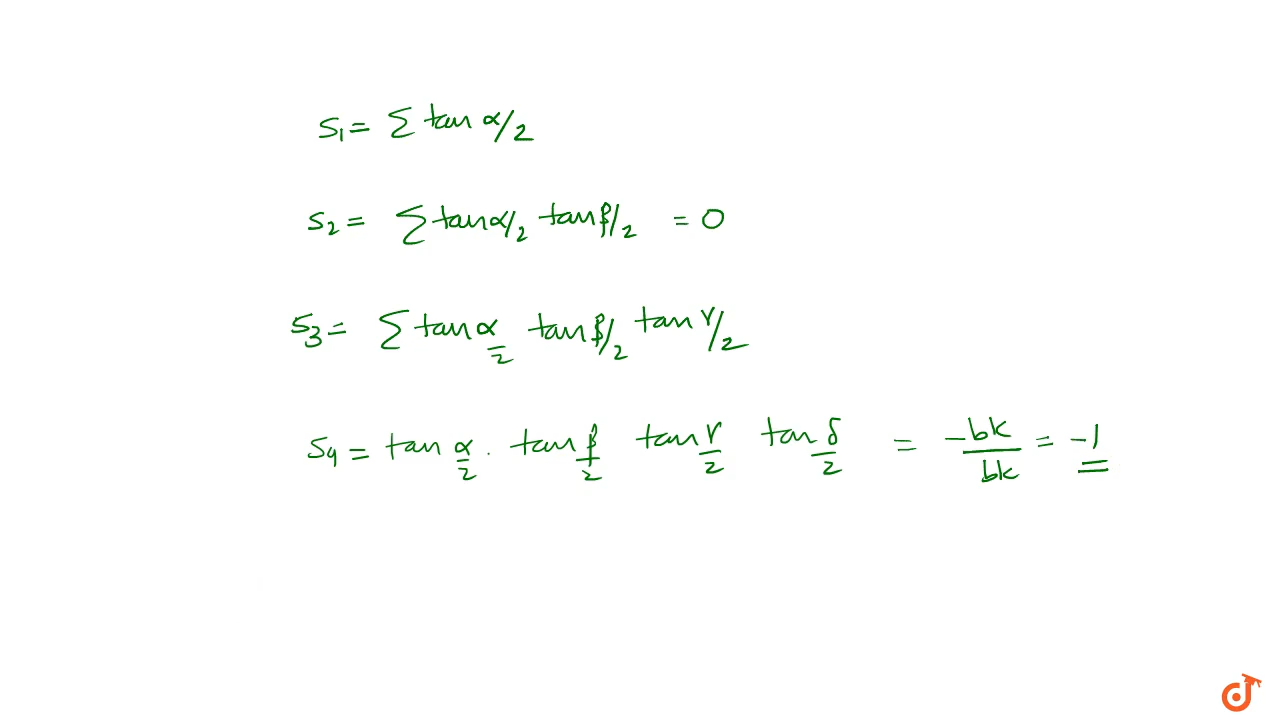 S₁ = Σ tan α/2
S₂ = Σ tan α/2 tan β/2 = 0
S₃ = Σ tan α/2 tan β/2 tan γ/2
S₄ = tan α/2 . tan β/2 tan γ/2 tan δ/2 = -bk/bk = -1